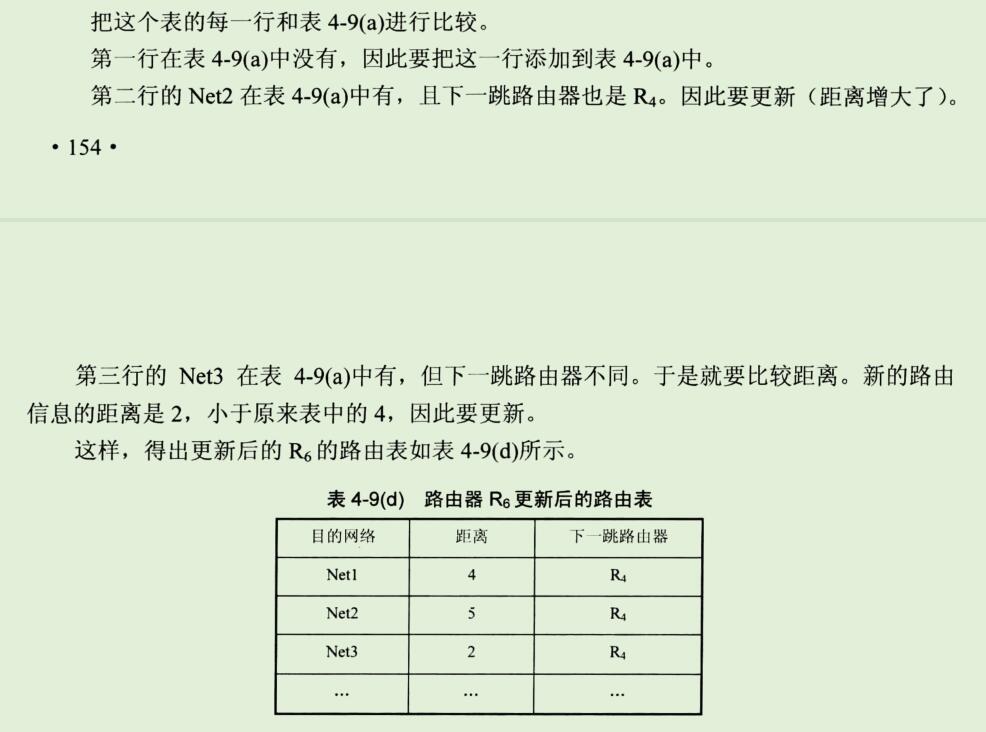 把这个表的每一行和表 4-9(a)进行比较。
第一行在表 4-9(a)中没有，因此要把这一行添加到表 4-9(a)中。
第二行的 Net2 在表 4-9(a)中有，且下一跳路由器也是 R₄。因此要更新（距离增大了）。
·154·
第三行的 Net3 在表 4-9(a)中有，但下一跳路由器不同。于是就要比较距离。新的路由
信息的距离是 2，小于原来表中的 4，因此要更新。
这样，得出更新后的 R₆ 的路由表如表 4-9(d)所示。
表 4-9(d) 路由器 R₆ 更新后的路由表
目的网络 距离 下一跳路由器
Net1 4 R₄
Net2 5 R₄
Net3 2 R₄
… … …